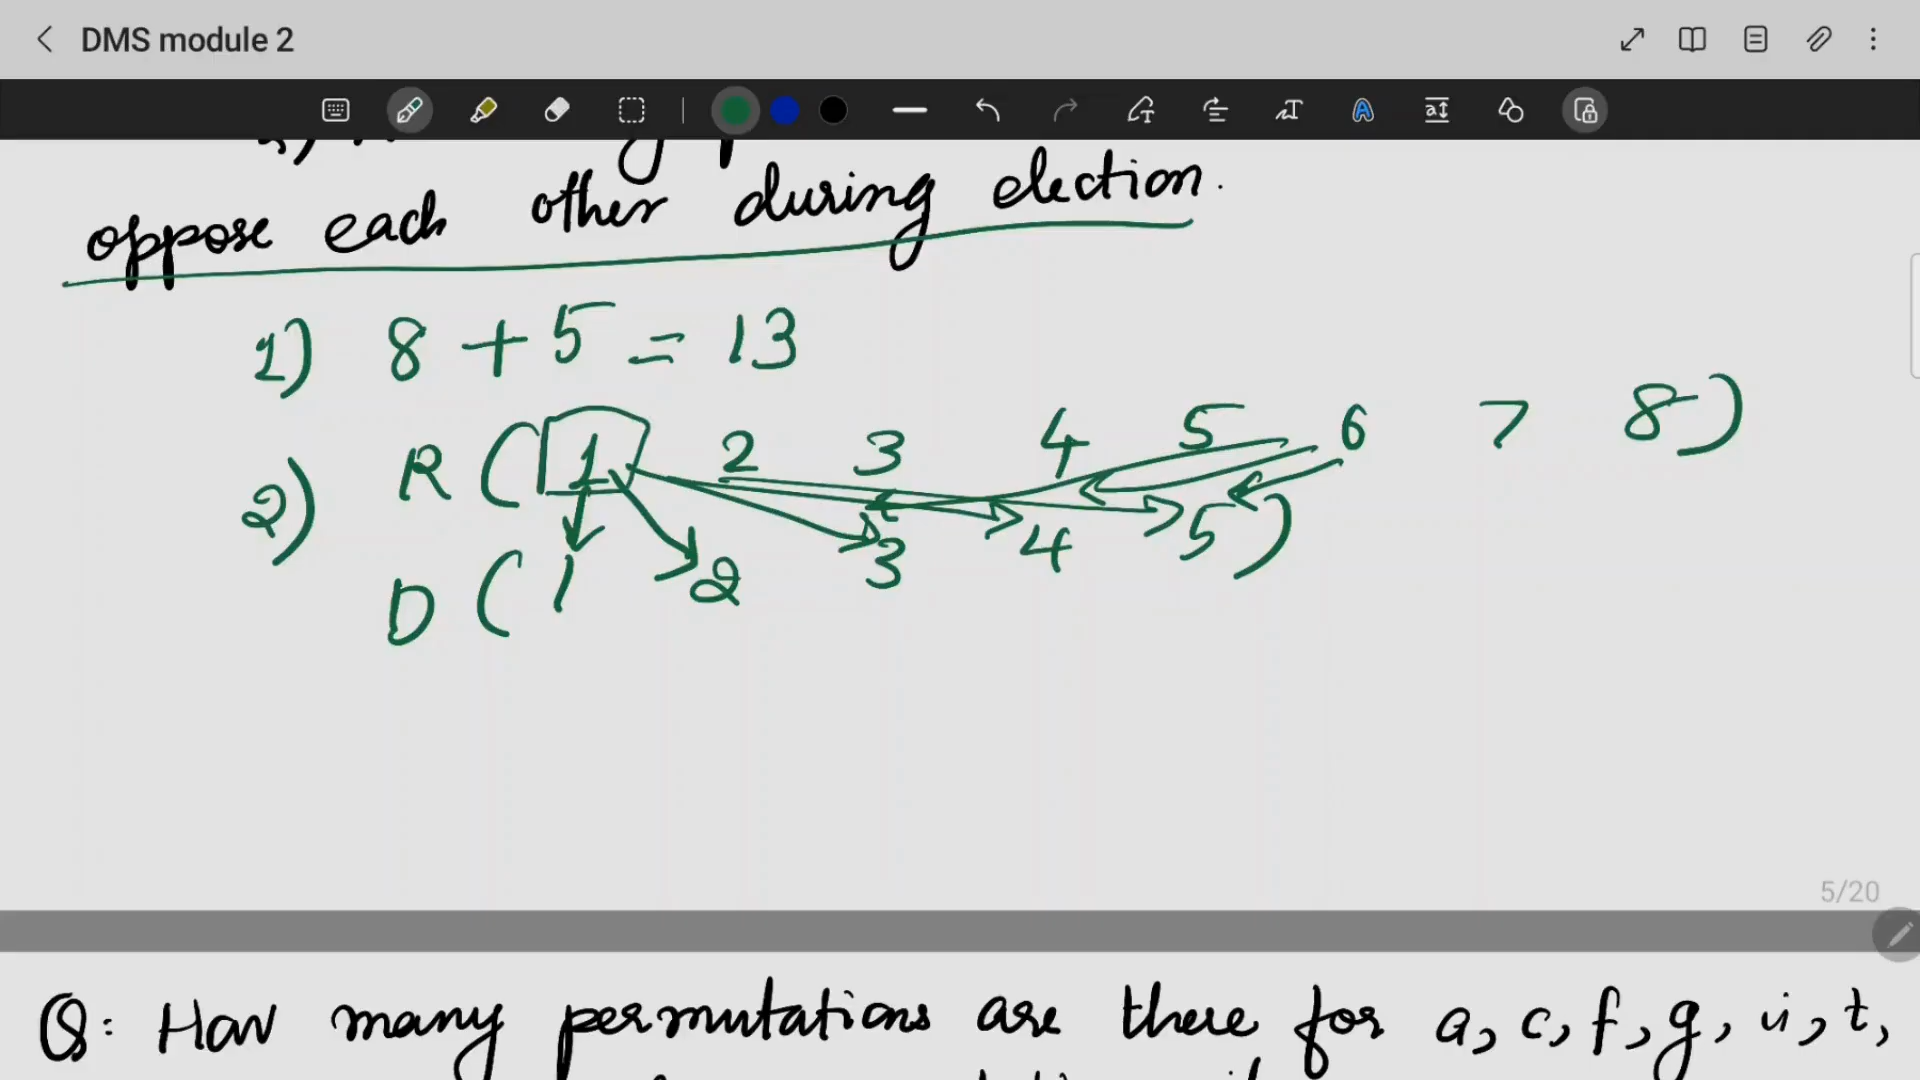 DMS module 2
oppose each other during election.
1) 8 + 5 = 13
2) R ( 1 2 3 4 5 6 7 8 )
D ( 1 2 3 4 5 )
5/20
Q: How many permutations are there for a, c, f, g, i, t,